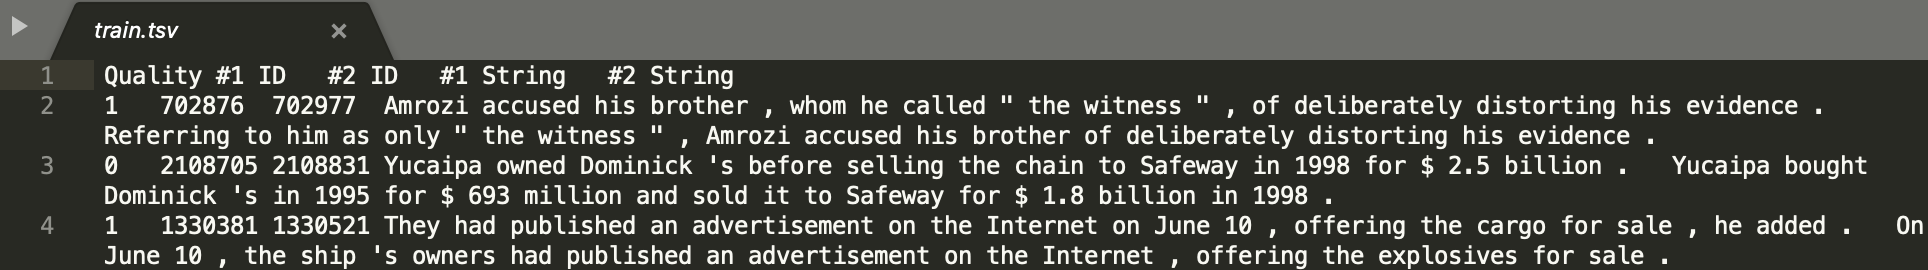 train.tsv
1 Quality #1 ID #2 ID #1 String #2 String
2 1 702876 702977 Amrozi accused his brother , whom he called " the witness " , of deliberately distorting his evidence .
Referring to him as only " the witness " , Amrozi accused his brother of deliberately distorting his evidence .
3 0 2108705 2108831 Yucaipa owned Dominick 's before selling the chain to Safeway in 1998 for $ 2.5 billion . Yucaipa bought
Dominick 's in 1995 for $ 693 million and sold it to Safeway for $ 1.8 billion in 1998 .
4 1 1330381 1330521 They had published an advertisement on the Internet on June 10 , offering the cargo for sale , he added . On
June 10 , the ship 's owners had published an advertisement on the Internet , offering the explosives for sale .